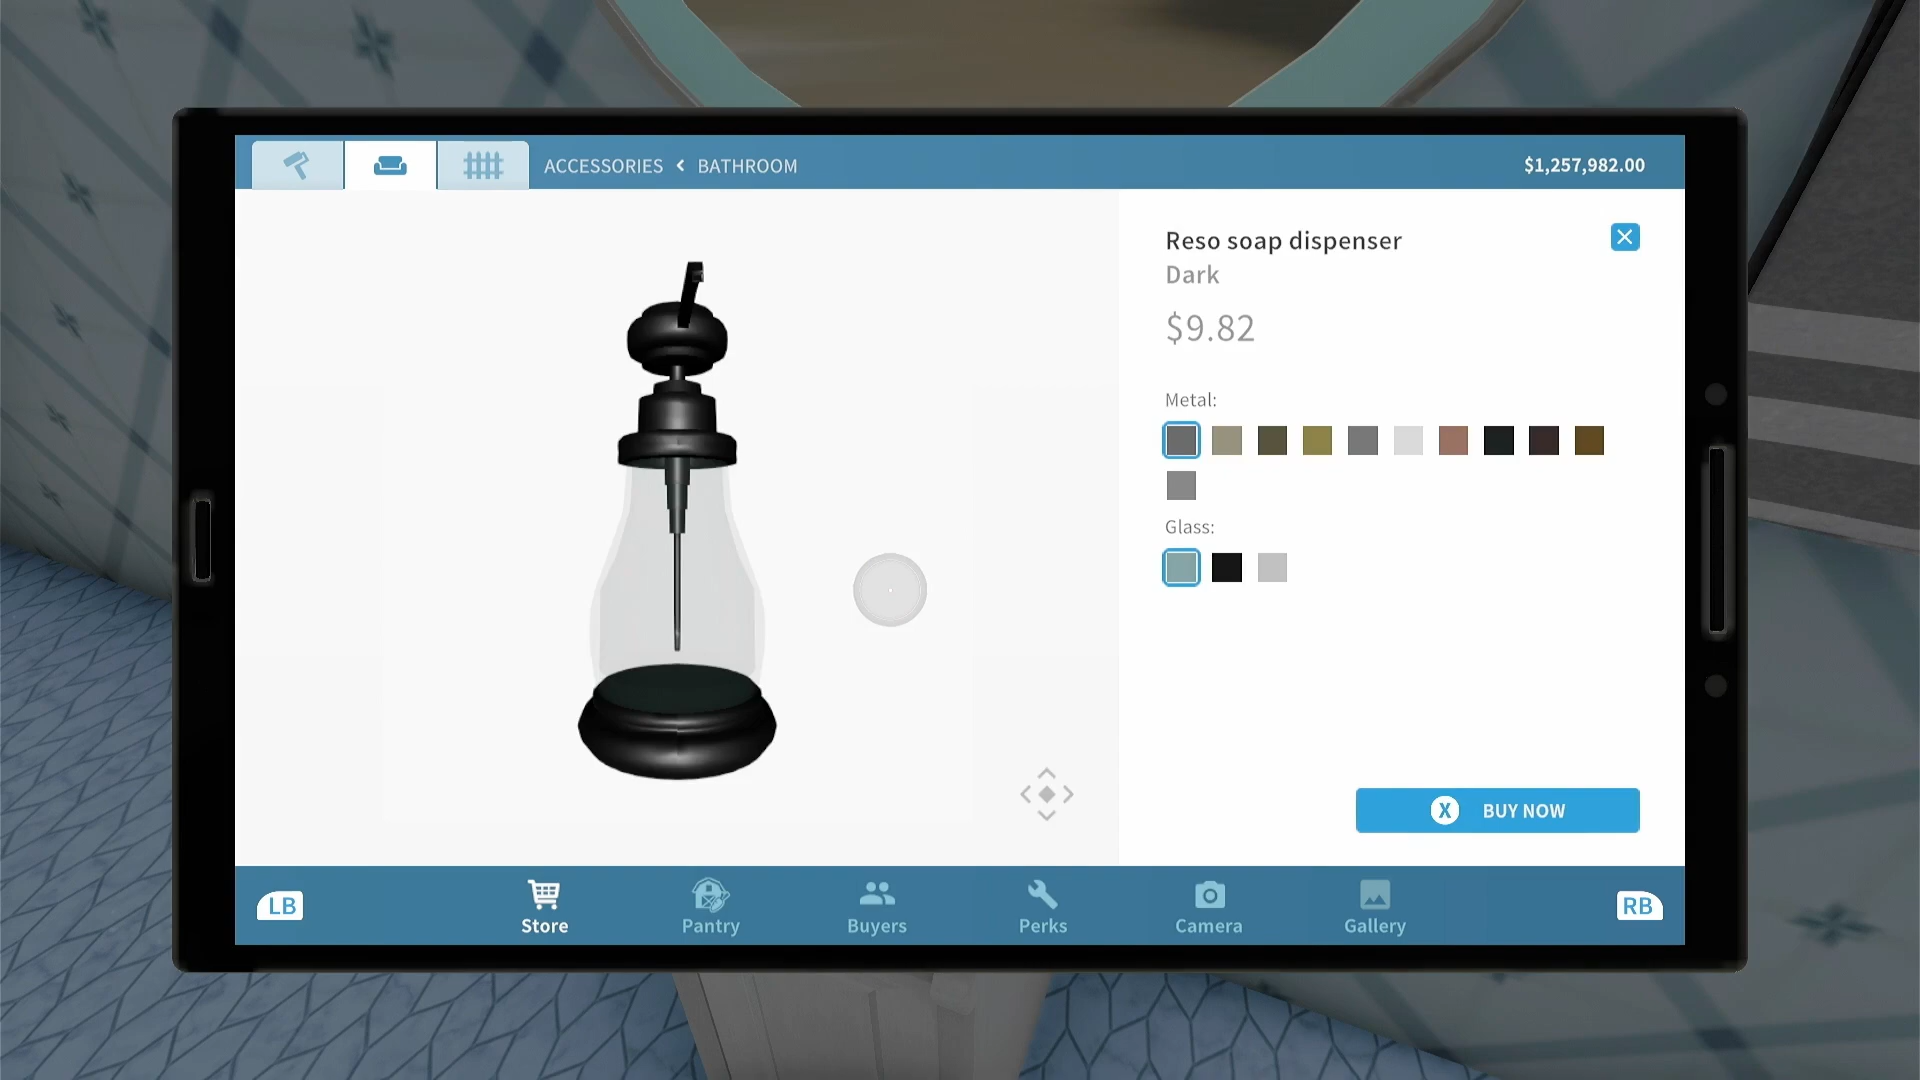 ACCESSORIES < BATHROOM
$1,257,982.00
Reso soap dispenser
Dark
$9.82
Metal:
Glass:
X BUY NOW
LB
Store
Pantry
Buyers
Perks
Camera
Gallery
RB